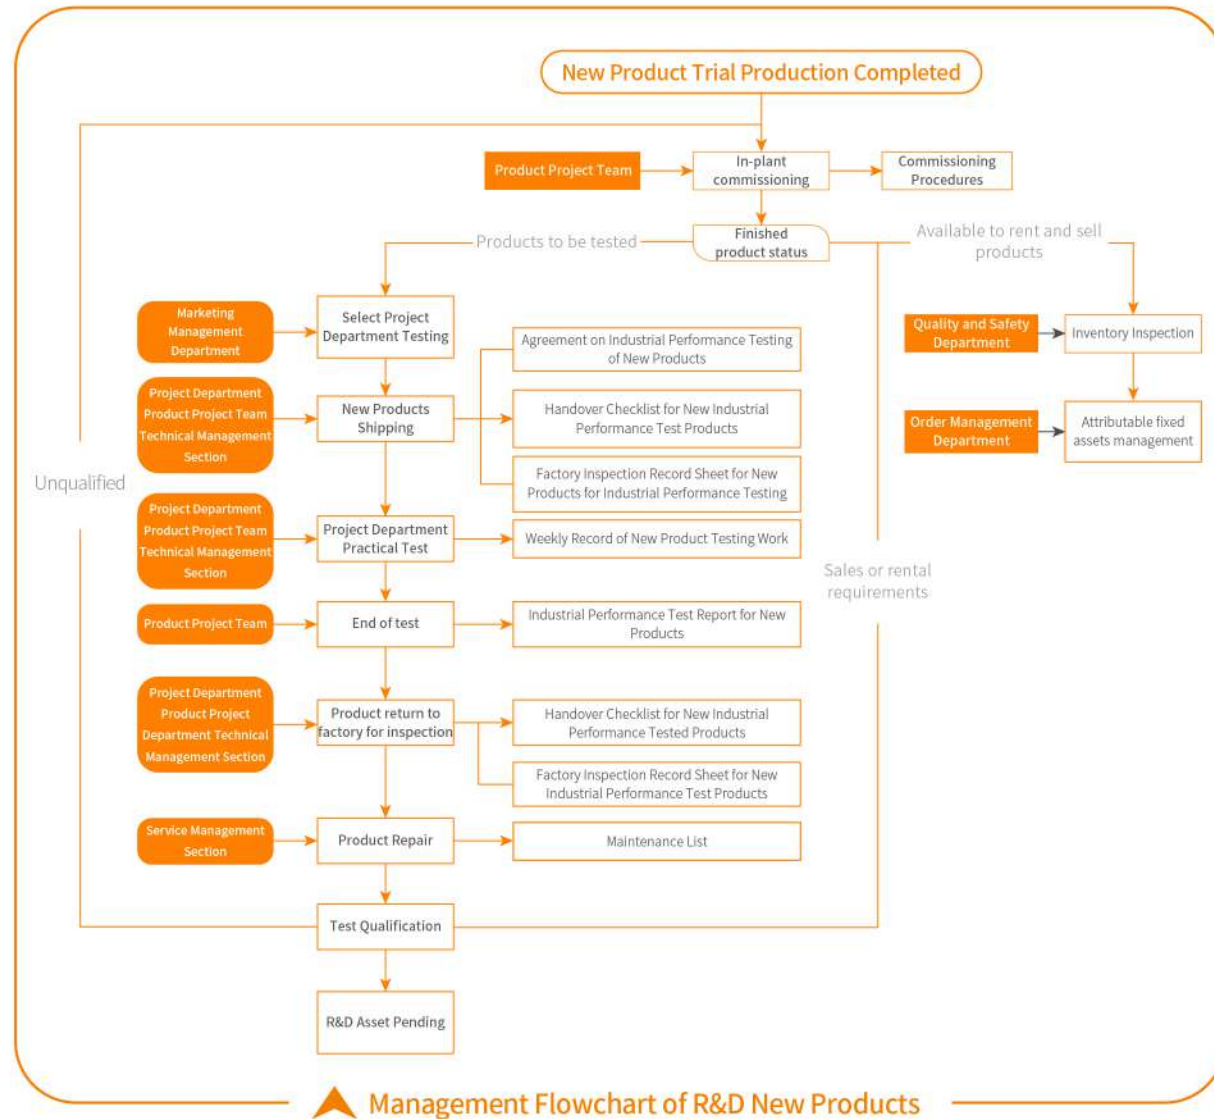 New Product Trial Production Completed
Product Project Team
In-plant
commissioning
Commissioning
Procedures
Products to be tested
Finished
product status
Available to rent and sell
products
Marketing
Management
Department
Select Project
Department Testing
Agreement on Industrial Performance Testing
of New Products
Quality and Safety
Department
Inventory Inspection
Project Department
Product Project Team
Technical Management
Section
New Products
Shipping
Handover Checklist for New Industrial
Performance Test Products
Order Management
Department
Attributable fixed
assets management
Factory Inspection Record Sheet for New
Products for Industrial Performance Testing
Unqualified
Project Department
Product Project Team
Technical Management
Section
Project Department
Practical Test
Weekly Record of New Product Testing Work
Sales or rental
requirements
Product Project Team
End of test
Industrial Performance Test Report for New
Products
Project Department
Product Project
Department Technical
Management Section
Product return to
factory for inspection
Handover Checklist for New Industrial
Performance Tested Products
Factory Inspection Record Sheet for New
Industrial Performance Test Products
Service Management
Section
Product Repair
Maintenance List
Test Qualification
R&D Asset Pending
Management Flowchart of R&D New Products